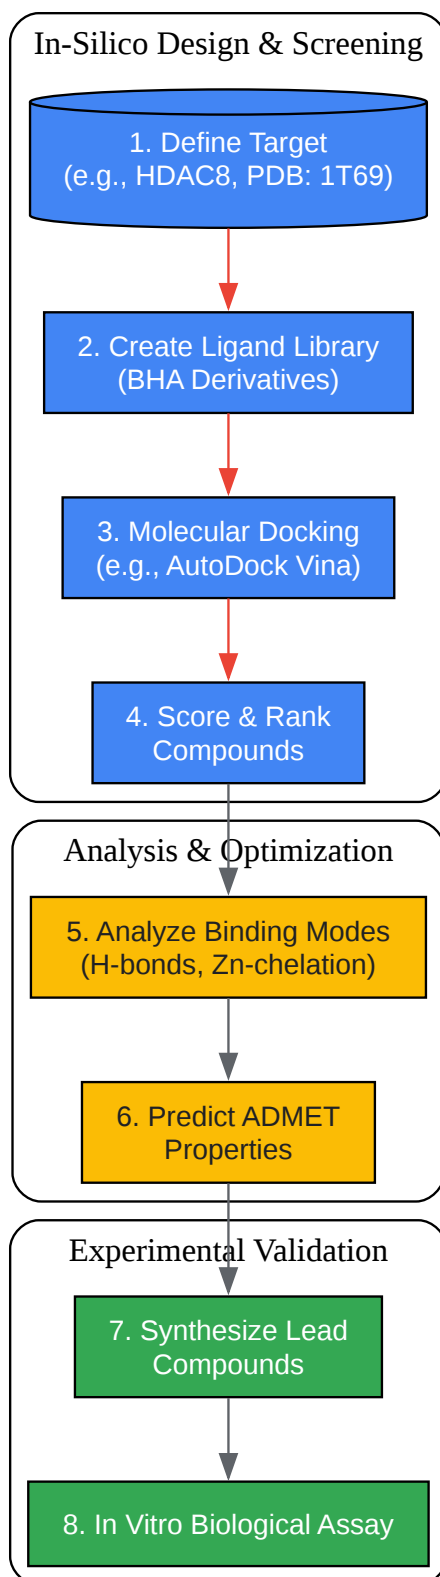 In-Silico Design & Screening
1. Define Target
(e.g., HDAC8, PDB: 1T69)
2. Create Ligand Library
(BHA Derivatives)
3. Molecular Docking
(e.g., AutoDock Vina)
4. Score & Rank
Compounds
Analysis & Optimization
5. Analyze Binding Modes
(H-bonds, Zn-chelation)
6. Predict ADMET
Properties
Experimental Validation
7. Synthesize Lead
Compounds
8. In Vitro Biological Assay